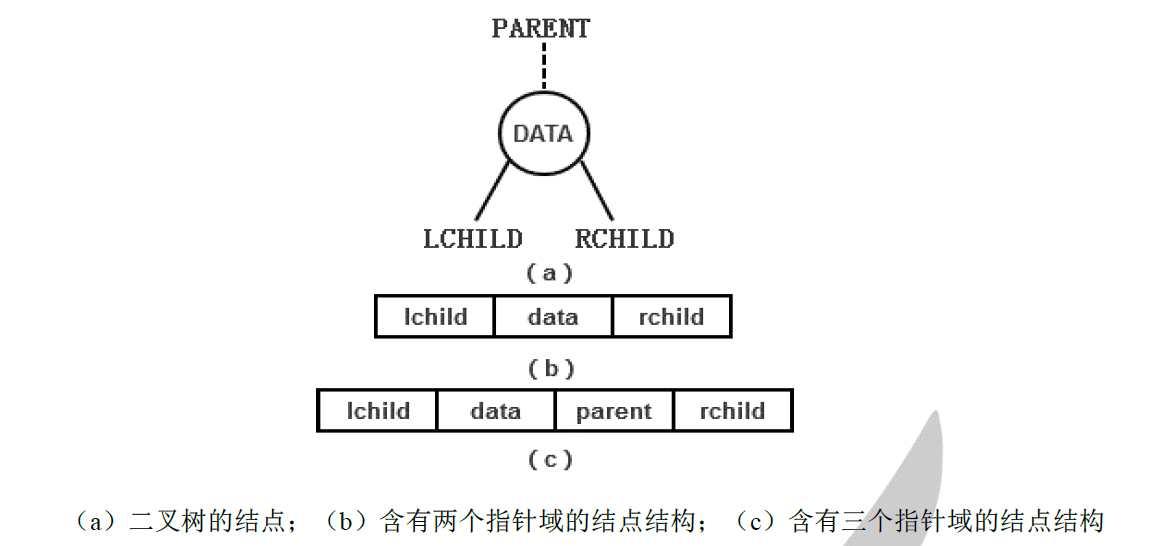 PARENT
DATA
LCHILD RCHILD
(a)
lchild data rchild
(b)
lchild data parent rchild
(c)
（a）二叉树的结点；（b）含有两个指针域的结点结构；（c）含有三个指针域的结点结构